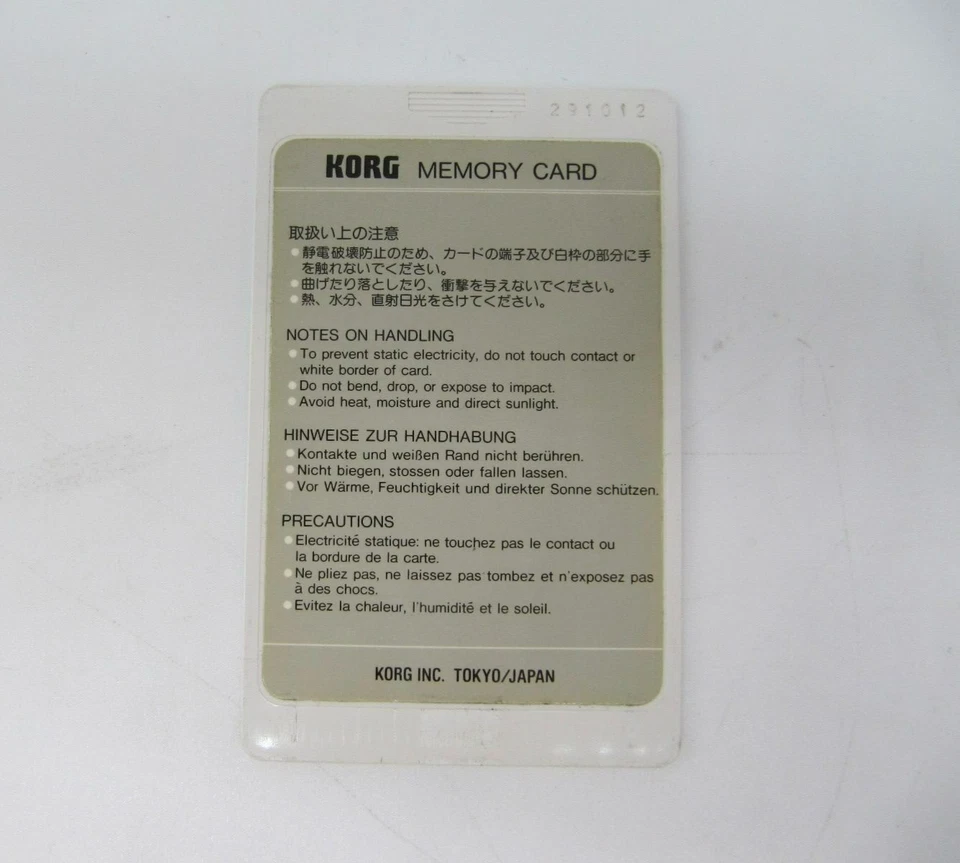 291012
KORG MEMORY CARD
取扱い上の注意
●静電破壊防止のため、カードの端子及び白枠の部分に手
を触れないでください。
●曲げたり落としたり、衝撃を与えないでください。
●熱、水分、直射日光をさけてください。
NOTES ON HANDLING
●To prevent static electricity, do not touch contact or
white border of card.
●Do not bend, drop, or expose to impact.
●Avoid heat, moisture and direct sunlight.
HINWEISE ZUR HANDHABUNG
●Kontakte und weißen Rand nicht berühren.
●Nicht biegen, stossen oder fallen lassen.
●Vor Wärme, Feuchtigkeit und direkter Sonne schützen.
PRECAUTIONS
●Electricité statique: ne touchez pas le contact ou
la bordure de la carte.
●Ne pliez pas, ne laissez pas tombez et n'exposez pas
à des chocs.
●Evitez la chaleur, l'humidité et le soleil.
KORG INC. TOKYO/JAPAN